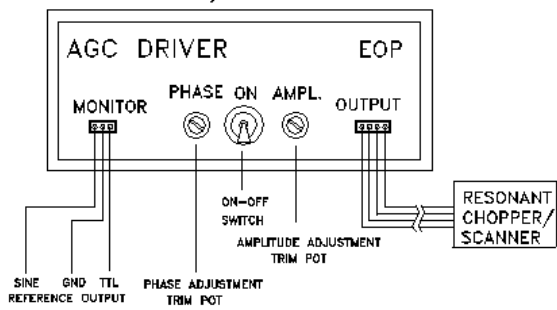 AGC DRIVER EOP
PHASE ON AMPL.
MONITOR OUTPUT
ON-OFF
SWITCH
RESONANT
CHOPPER/
SCANNER
AMPLITUDE ADJUSTMENT
TRIM POT
SINE GND TTL
REFERENCE OUTPUT
PHASE ADJUSTMENT
TRIM POT